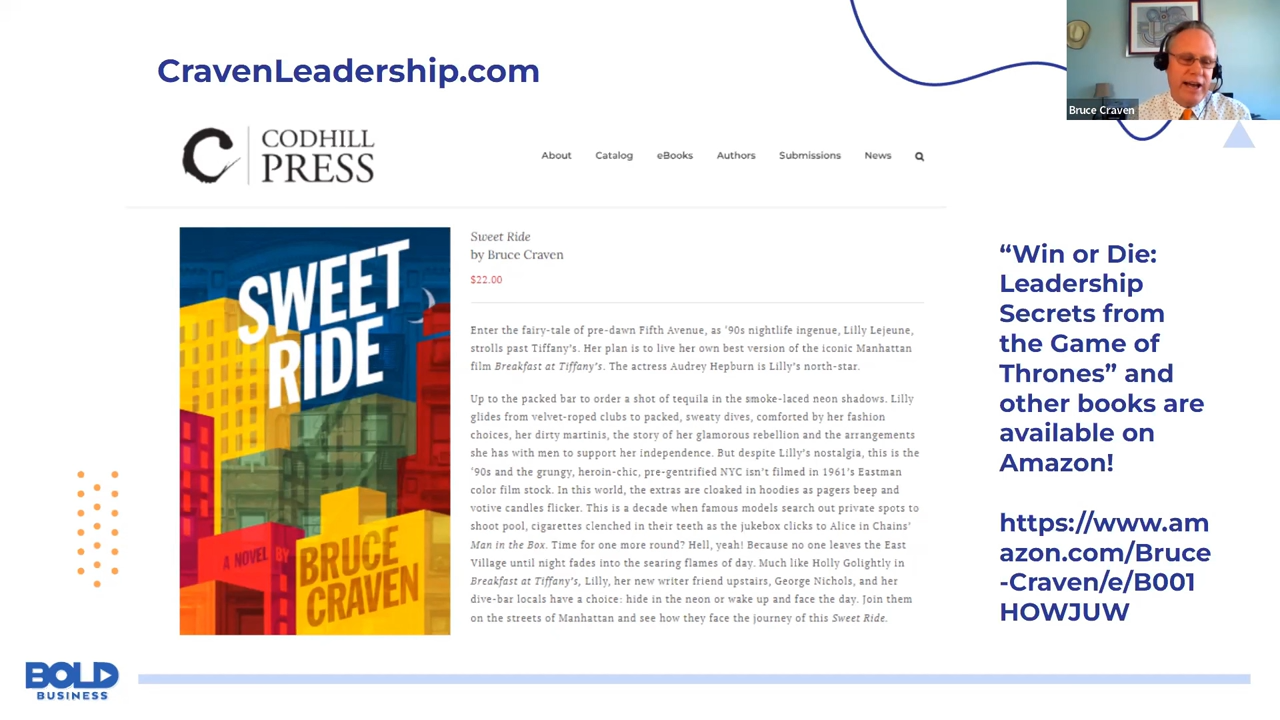 CravenLeadership.com
Bruce Craven
CODHILL
PRESS
About Catalog eBooks Authors Submissions News
SWEET
RIDE
A NOVEL BY
BRUCE
CRAVEN
Sweet Ride
by Bruce Craven
$22.00
Enter the fairy-tale of pre-dawn Fifth Avenue, as ‘90s nightlife ingenue, Lilly Lejeune,
strolls past Tiffany’s. Her plan is to live her own best version of the iconic Manhattan
film Breakfast at Tiffany’s. The actress Audrey Hepburn is Lilly’s north-star.
Up to the packed bar to order a shot of tequila in the smoke-laced neon shadows. Lilly
glides from velvet-roped clubs to packed, sweaty dives, comforted by her fashion
choices, her dirty martinis, the story of her glamorous rebellion and the arrangements
she has with men to support her independence. But despite Lilly’s nostalgia, this is the
‘90s and the grungy, heroin-chic, pre-gentrified NYC isn’t filmed in 1961’s Eastman
color film stock. In this world, the extras are cloaked in hoodies as pagers beep and
votive candles flicker. This is a decade when famous models search out private spots to
shoot pool, cigarettes clenched in their teeth as the jukebox clicks to Alice in Chains’
Man in the Box. Time for one more round? Hell, yeah! Because no one leaves the East
Village until night fades into the searing flames of day. Much like Holly Golightly in
Breakfast at Tiffany’s, Lilly, her new writer friend upstairs, George Nichols, and her
dive-bar locals have a choice: hide in the neon or wake up and face the day. Join them
on the streets of Manhattan and see how they face the journey of this Sweet Ride.
“Win or Die:
Leadership
Secrets from
the Game of
Thrones” and
other books are
available on
Amazon!
https://www.am
azon.com/Bruce
-Craven/e/B001
HOWJUW
BOLD
BUSINESS